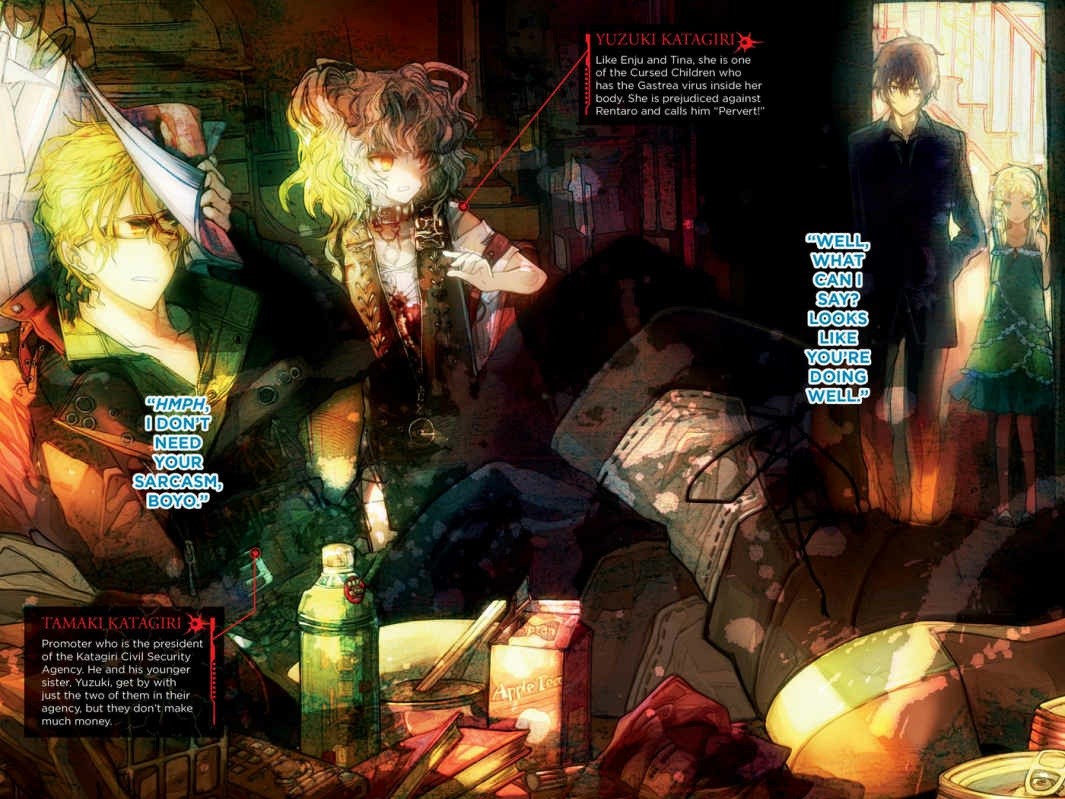 YUZUKI KATAGIRI
Like Enju and Tina, she is one
of the Cursed Children who
has the Gastrea virus inside her
body. She is prejudiced against
Rentaro and calls him “Pervert!”
“WELL,
WHAT
CAN I
SAY?
LOOKS
LIKE
YOU’RE
DOING
WELL.”
“HMPH,
I DON’T
NEED
YOUR
SARCASM,
BOYO.”
TAMAKI KATAGIRI
Promoter who is the president
of the Katagiri Civil Security
Agency. He and his younger
sister, Yuzuki, get by with
just the two of them in their
agency, but they don’t make
much money.
Apple Tea